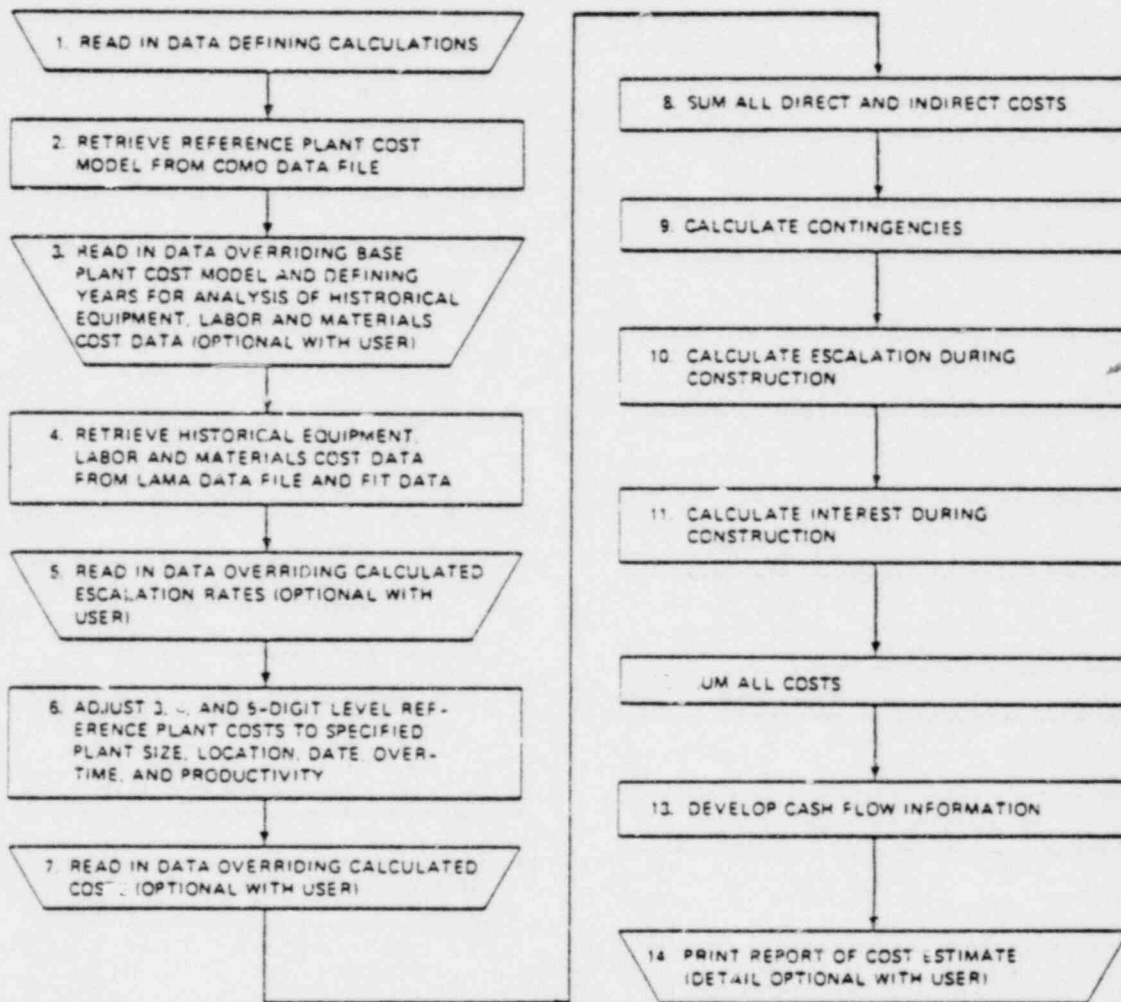 1. READ IN DATA DEFINING CALCULATIONS
2. RETRIEVE REFERENCE PLANT COST
MODEL FROM COMO DATA FILE
3. READ IN DATA OVERRIDING BASE
PLANT COST MODEL AND DEFINING
YEARS FOR ANALYSIS OF HISTRORICAL
EQUIPMENT, LABOR AND MATERIALS
COST DATA (OPTIONAL WITH USER)
4. RETRIEVE HISTORICAL EQUIPMENT,
LABOR AND MATERIALS COST DATA
FROM LAMA DATA FILE AND FIT DATA
5. READ IN DATA OVERRIDING CALCULATED
ESCALATION RATES (OPTIONAL WITH
USER)
6. ADJUST 3, AND 5-DIGIT LEVEL REF-
ERENCE PLANT COSTS TO SPECIFIED
PLANT SIZE, LOCATION, DATE, OVER-
TIME, AND PRODUCTIVITY
7. READ IN DATA OVERRIDING CALCULATED
(OPTIONAL WITH USER)
8. SUM ALL DIRECT AND INDIRECT COSTS
9. CALCULATE CONTINGENCIES
10. CALCULATE ESCALATION DURING
CONSTRUCTION
11. CALCULATE INTEREST DURING
CONSTRUCTION
UM ALL COSTS
13. DEVELOP CASH FLOW INFORMATION
14. PRINT REPORT OF COST ESTIMATE
(DETAIL OPTIONAL WITH USER)